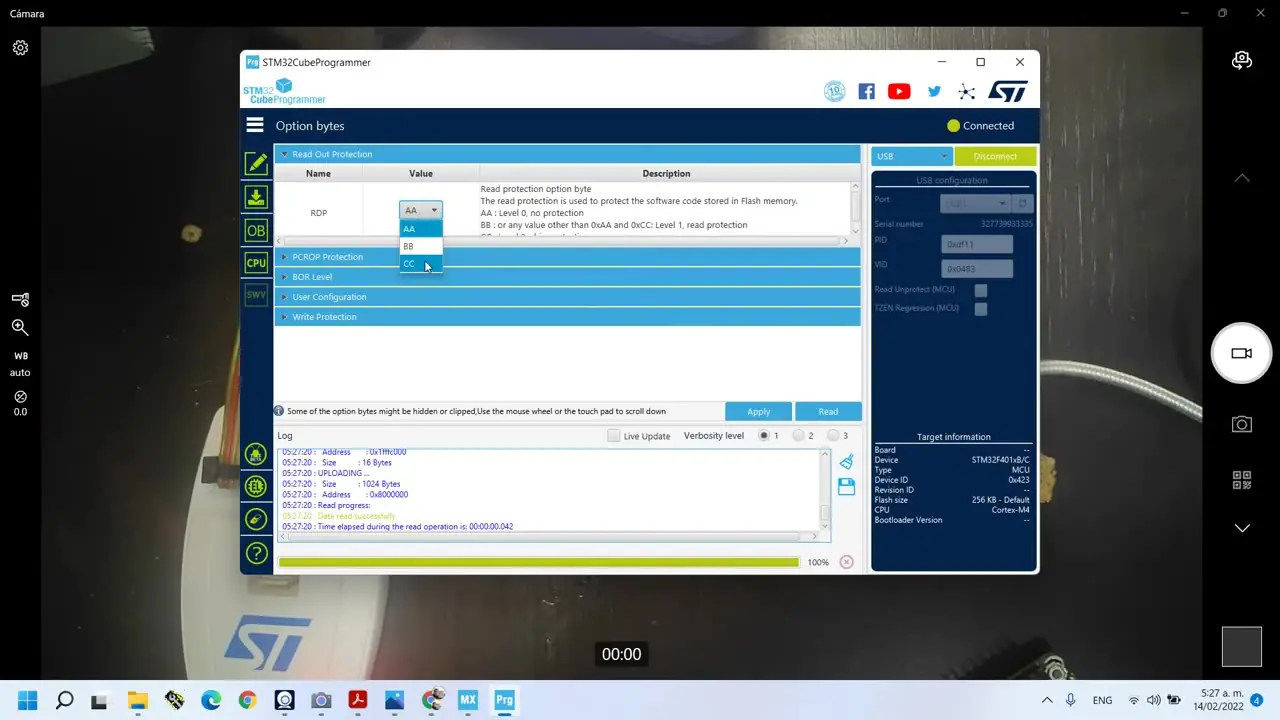 Cámara
Prg STM32CubeProgrammer
STM32
CubeProgrammer
10
ST
Option bytes
Connected
Read Out Protection
Name Value Description
RDP
AA
AA
BB
CC
Read protection option byte
The read protection is used to protect the software code stored in Flash memory.
AA : Level 0, no protection
BB : or any value other than 0xAA and 0xCC: Level 1, read protection
PCROP Protection
BOR Level
User Configuration
Write Protection
OB
CPU
SWV
Some of the option bytes might be hidden or clipped,Use the mouse wheel or the touch pad to scroll down
Apply Read
Log
Live Update Verbosity level 1 2 3
05:27:20 : Address : 0x1fffc000
05:27:20 : Size : 16 Bytes
05:27:20 : UPLOADING ...
05:27:20 : Size : 1024 Bytes
05:27:20 : Address : 0x8000000
05:27:20 : Read progress:
05:27:20 : Data read successfully
05:27:20 : Time elapsed during the read operation is: 00:00:00.042
100%
USB Disconnect
USB configuration
Port
Serial number 327739933335
PID 0xdf11
VID 0x0483
Read Unprotect (MCU)
TZEN Regression (MCU)
Target information
Board --
Device STM32F401xB/C
Type MCU
Device ID 0x423
Revision ID --
Flash size 256 KB - Default
CPU Cortex-M4
Bootloader Version --
WB
auto
0.0
ST
00:00
MX
Prg
ENG
5:27 a. m.
14/02/2022
4